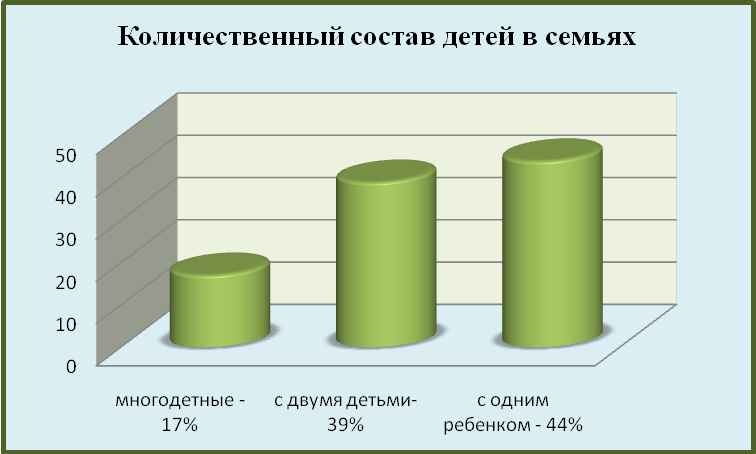 Количественный состав детей в семьях
50
40
30
20
10
0
многодетные -
17%
с двумя детьми-
39%
с одним
ребенком - 44%